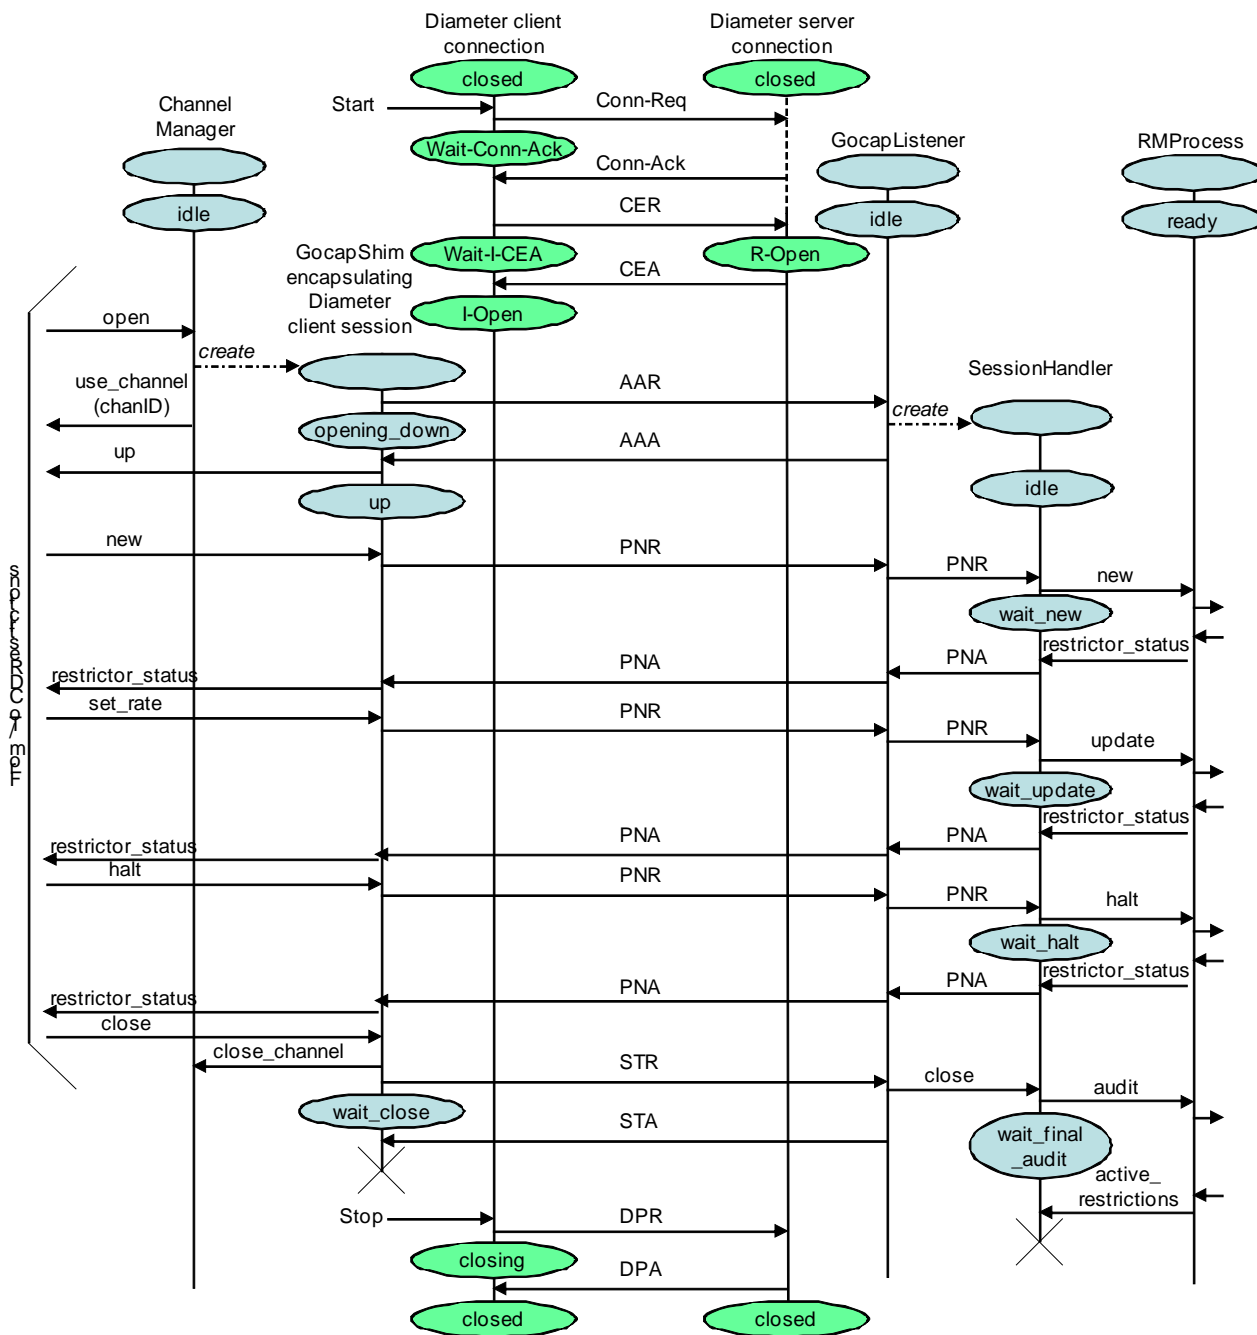 Diameter client
connection
Diameter server
connection
closed
closed
Start
Conn-Req
Channel
Manager
Wait-Conn-Ack
GocapListener
RMProcess
Conn-Ack
idle
CER
idle
ready
GocapShim
encapsulating
Diameter
client session
Wait-I-CEA
R-Open
CEA
I-Open
open
create
use_channel
(chanID)
AAR
SessionHandler
create
opening_down
up
AAA
up
idle
new
PNR
PNR
new
wait_new
restrictor_status
PNA
PNA
restrictor_status
set_rate
PNR
PNR
update
wait_update
restrictor_status
PNA
PNA
restrictor_status
halt
PNR
PNR
halt
wait_halt
restrictor_status
PNA
PNA
restrictor_status
close
close_channel
STR
close
audit
wait_close
STA
wait_final
_audit
active_
restrictions
Stop
DPR
closing
DPA
closed
closed